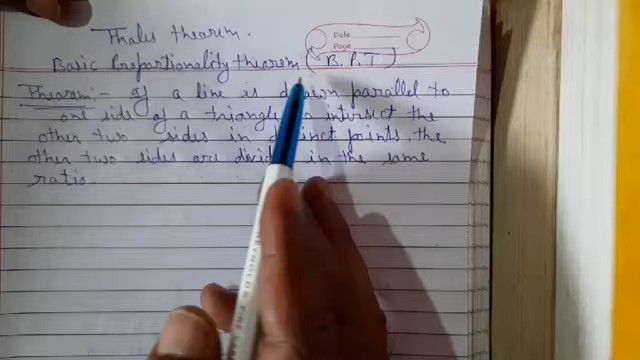 Thales theorem.
Date
Page
Basic Proportionality theorem (B.P.T)
Theorem:- If a line is drawn parallel to
one side of a triangle to intersect the
other two sides in distinct points, the
other two sides are divided in the same
ratio.
REYNOLDS